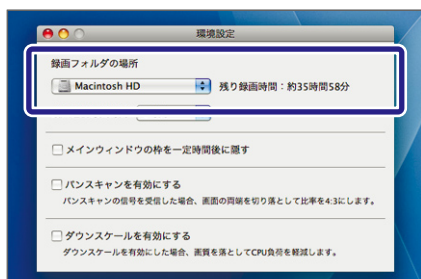 環境設定
録画フォルダの場所
Macintosh HD 残り録画時間：約35時間58分
メインウィンドウの枠を一定時間後に隠す
パンスキャンを有効にする
パンスキャンの信号を受信した場合、画面の両端を切り落として比率を4:3にします。
ダウンスケールを有効にする
ダウンスケールを有効にした場合、画質を落としてCPU負荷を軽減します。